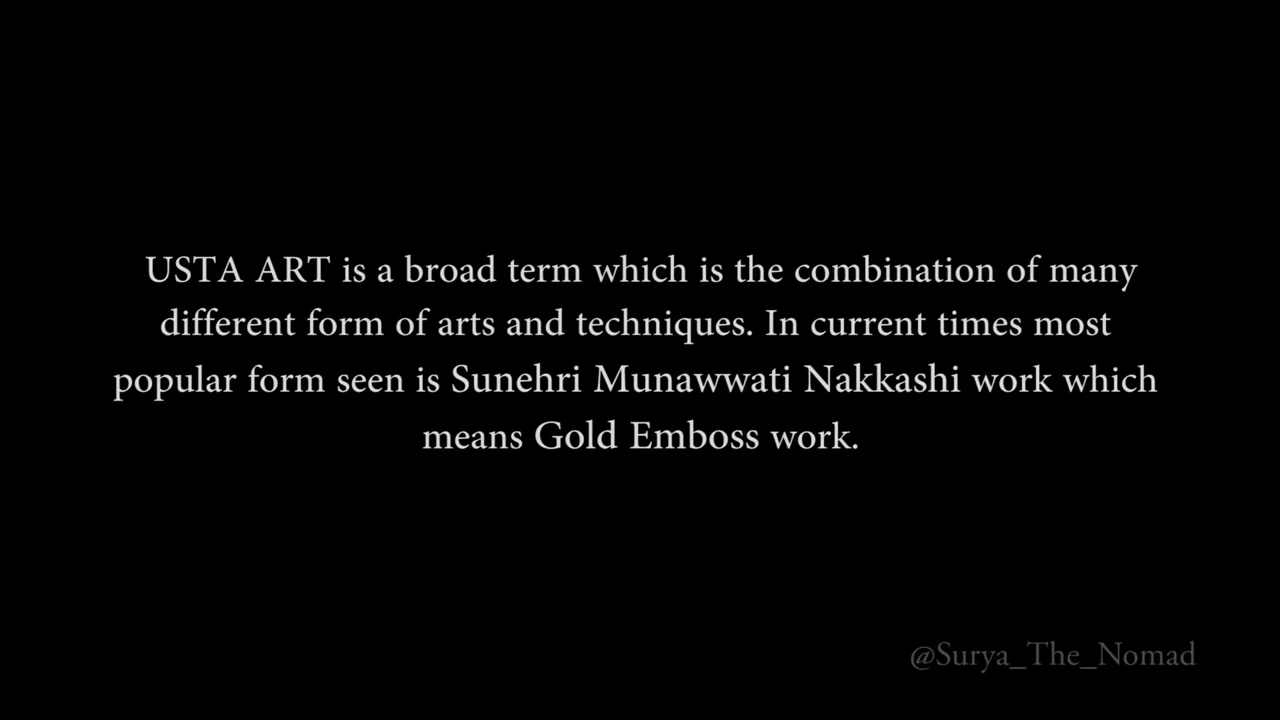 USTA ART is a broad term which is the combination of many
different form of arts and techniques. In current times most
popular form seen is Sunehri Munawwati Nakkashi work which
means Gold Emboss work.
@Surya_The_Nomad